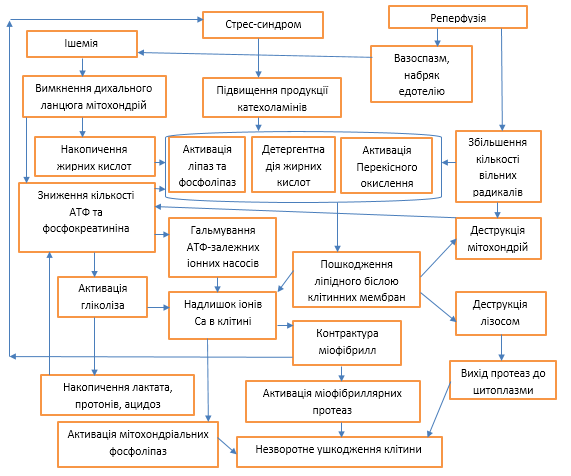 Стрес-синдром
Реперфузія
Ішемія
Вазоспазм,
набряк
едотелію
Вимкнення дихального
ланцюга мітохондрій
Підвищення продукції
катехоламінів
Накопичення
жирних кислот
Активація
ліпаз та
фосфоліпаз
Детергентна
дія жирних
кислот
Активація
Перекісного
окислення
Збільшення
кількості
вільних
радикалів
Зниження кількості
АТФ та
фосфокреатиніна
Гальмування
АТФ-залежних
іонних насосів
Пошкодження
ліпідного біслою
клітинних мембран
Деструкція
мітохондрій
Активація
гліколіза
Надлишок іонів
Са в клітині
Деструкція
лізосом
Контрактура
міофібрилл
Накопичення лактата,
протонів, ацидоз
Активація міофібриллярних
протеаз
Вихід протеаз до
цитоплазми
Активація мітохондріальних
фосфоліпаз
Незворотне ушкодження клітини